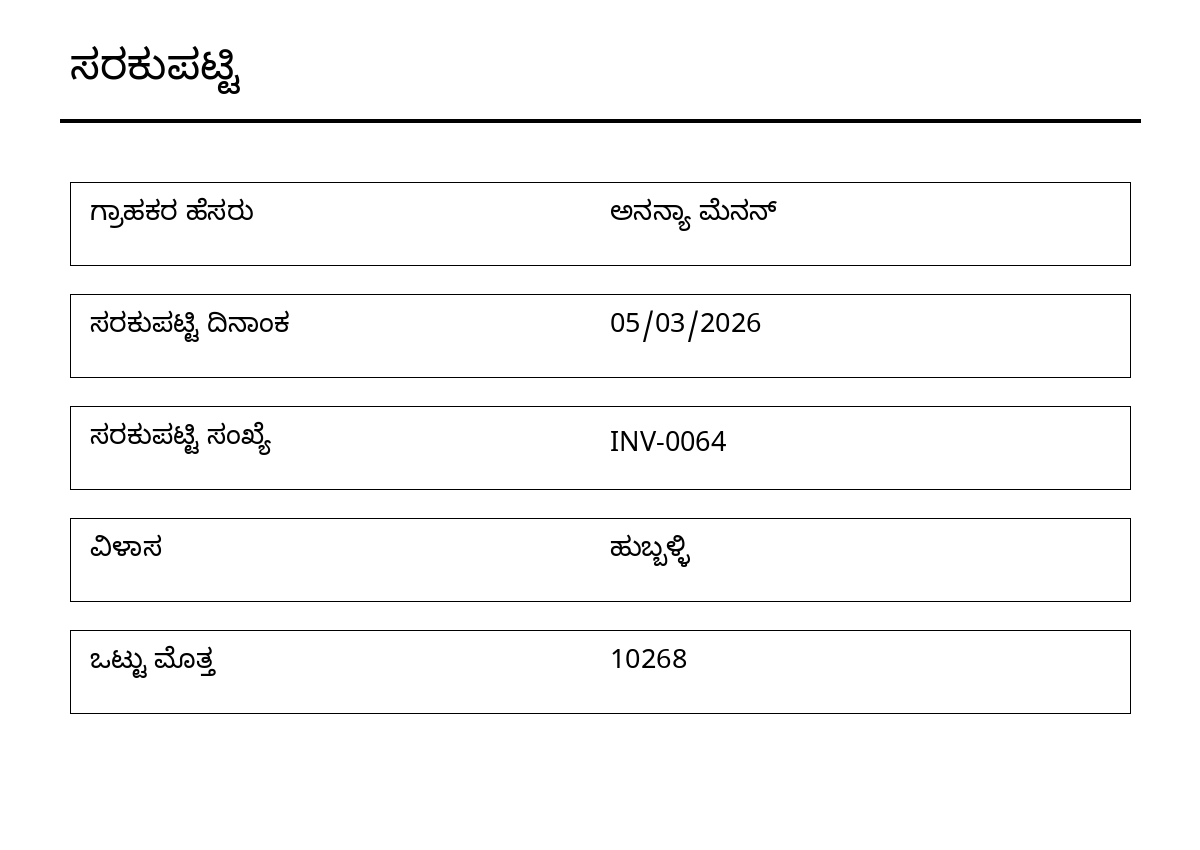 ಸರಕುಪಟ್ಟಿ
ಗ್ರಾಹಕರ ಹೆಸರು ಅನನ್ಯಾ ಮೆನನ್
ಸರಕುಪಟ್ಟಿ ದಿನಾಂಕ 05/03/2026
ಸರಕುಪಟ್ಟಿ ಸಂಖ್ಯೆ INV-0064
ವಿಳಾಸ ಹುಬ್ಬಳ್ಳಿ
ಒಟ್ಟು ಮೊತ್ತ 10268